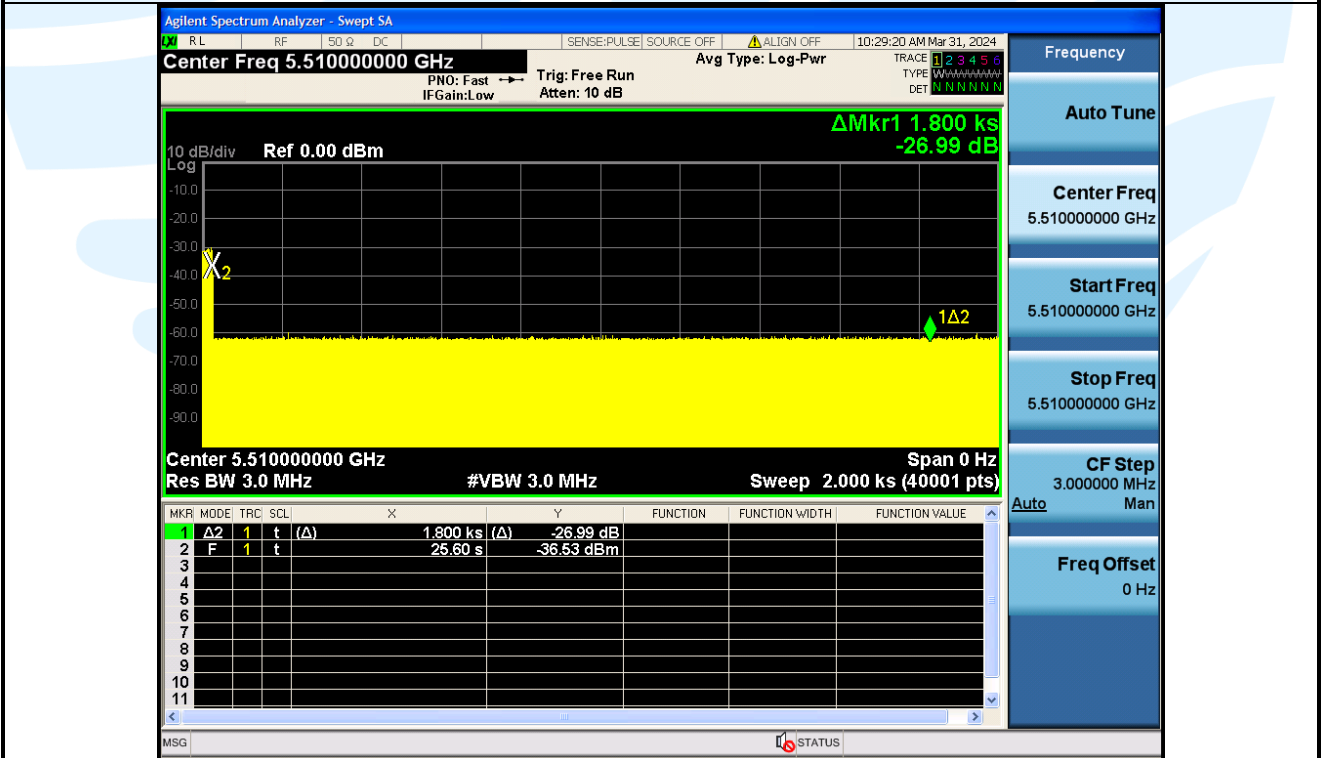 Agilent Spectrum Analyzer - Swept SA
LXI RL RF 50 Ω DC SENSE:PULSE SOURCE OFF ALIGN OFF 10:29:20 AM Mar 31, 2024
Center Freq 5.510000000 GHz Avg Type: Log-Pwr TRACE 1 2 3 4 5 6
PNO: Fast Trig: Free Run TYPE WWWWWW
IFGain:Low Atten: 10 dB DET N N N N N N
ΔMkr1 1.800 ks
-26.99 dB
10 dB/div Ref 0.00 dBm
Log
-10.0
-20.0
-30.0
-40.0
-50.0
-60.0
-70.0
-80.0
-90.0
2
1Δ2
Center 5.510000000 GHz Span 0 Hz
Res BW 3.0 MHz #VBW 3.0 MHz Sweep 2.000 ks (40001 pts)
MKR MODE TRC SCL X Y FUNCTION FUNCTION WIDTH FUNCTION VALUE
1 Δ2 1 t (Δ) 1.800 ks (Δ) -26.99 dB
2 F 1 t 25.60 s -36.53 dBm
3
4
5
6
7
8
9
10
11
MSG STATUS
Frequency
Auto Tune
Center Freq
5.510000000 GHz
Start Freq
5.510000000 GHz
Stop Freq
5.510000000 GHz
CF Step
3.000000 MHz
Auto Man
Freq Offset
0 Hz